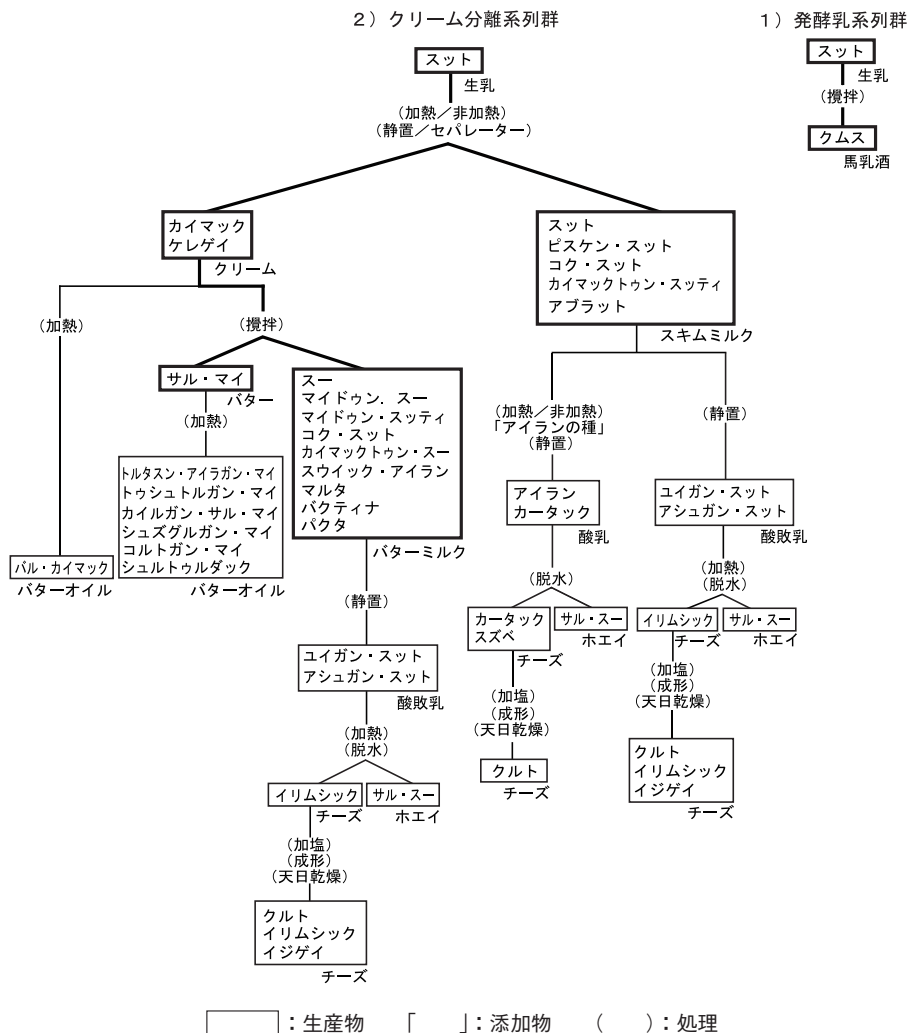 ２）クリーム分離系列群
１）発酵乳系列群
スット
生乳
（加熱／非加熱）
（静置／セパレーター）
スット
生乳
（攪拌）
クムス
馬乳酒
カイマック
ケレゲイ
クリーム
スット
ピスケン・スット
コク・スット
カイマックトゥン・スッティ
アブラット
スキムミルク
（加熱）
（攪拌）
サル・マイ
バター
（加熱）
トルタスン・アイラガン・マイ
トゥシュトルガン・マイ
カイルガン・サル・マイ
シュズグルガン・マイ
コルトガン・マイ
シュルトゥルダック
バターオイル
バル・カイマック
バターオイル
スー
マイドゥン．スー
マイドゥン・スッティ
コク・スット
カイマックトゥン・スー
スウイック・アイラン
マルタ
バクティナ
パクタ
バターミルク
（静置）
ユイガン・スット
アシュガン・スット
酸敗乳
（加熱）
（脱水）
イリムシック
チーズ
サル・スー
ホエイ
（加塩）
（成形）
（天日乾燥）
クルト
イリムシック
イジゲイ
チーズ
（加熱／非加熱）
「アイランの種」
（静置）
アイラン
カータック
酸乳
（脱水）
カータック
スズベ
チーズ
サル・スー
ホエイ
（加塩）
（成形）
（天日乾燥）
クルト
チーズ
（静置）
ユイガン・スット
アシュガン・スット
酸敗乳
（加熱）
（脱水）
イリムシック
チーズ
サル・スー
ホエイ
（加塩）
（成形）
（天日乾燥）
クルト
イリムシック
イジゲイ
チーズ
：生産物 「　　」：添加物 （　　）：処理